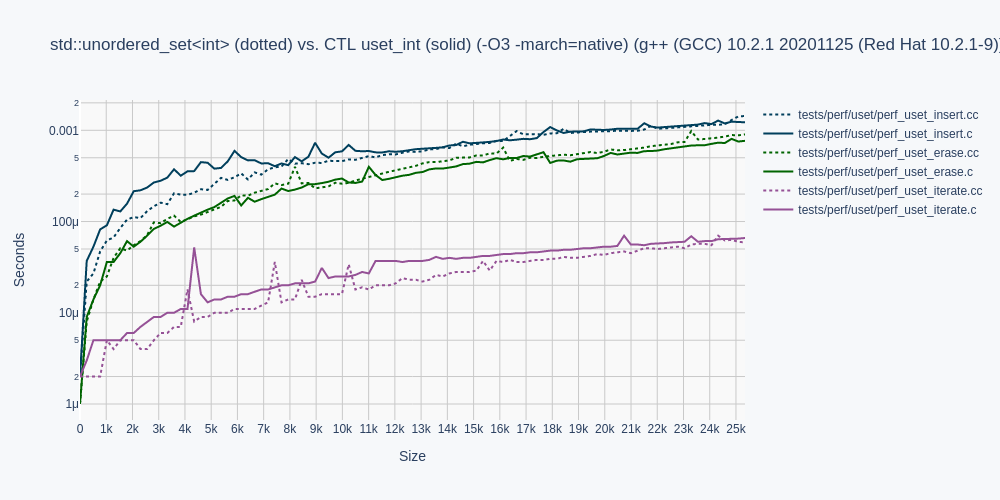 std::unordered_set<int> (dotted) vs. CTL uset_int (solid) (-O3 -march=native) (g++ (GCC) 10.2.1 20201125 (Red Hat 10.2.1-9))
2
0.001
5
2
100μ
5
2
10μ
5
2
1μ
Seconds
0 1k 2k 3k 4k 5k 6k 7k 8k 9k 10k 11k 12k 13k 14k 15k 16k 17k 18k 19k 20k 21k 22k 23k 24k 25k
Size
tests/perf/uset/perf_uset_insert.cc
tests/perf/uset/perf_uset_insert.c
tests/perf/uset/perf_uset_erase.cc
tests/perf/uset/perf_uset_erase.c
tests/perf/uset/perf_uset_iterate.cc
tests/perf/uset/perf_uset_iterate.c